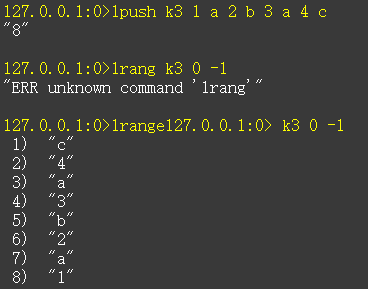 127.0.0.1:0>lpush k3 1 a 2 b 3 a 4 c
"8"
127.0.0.1:0>lrang k3 0 -1
"ERR unknown command 'lrang'"
127.0.0.1:0>lrange127.0.0.1:0> k3 0 -1
1) "c"
2) "4"
3) "a"
4) "3"
5) "b"
6) "2"
7) "a"
8) "1"